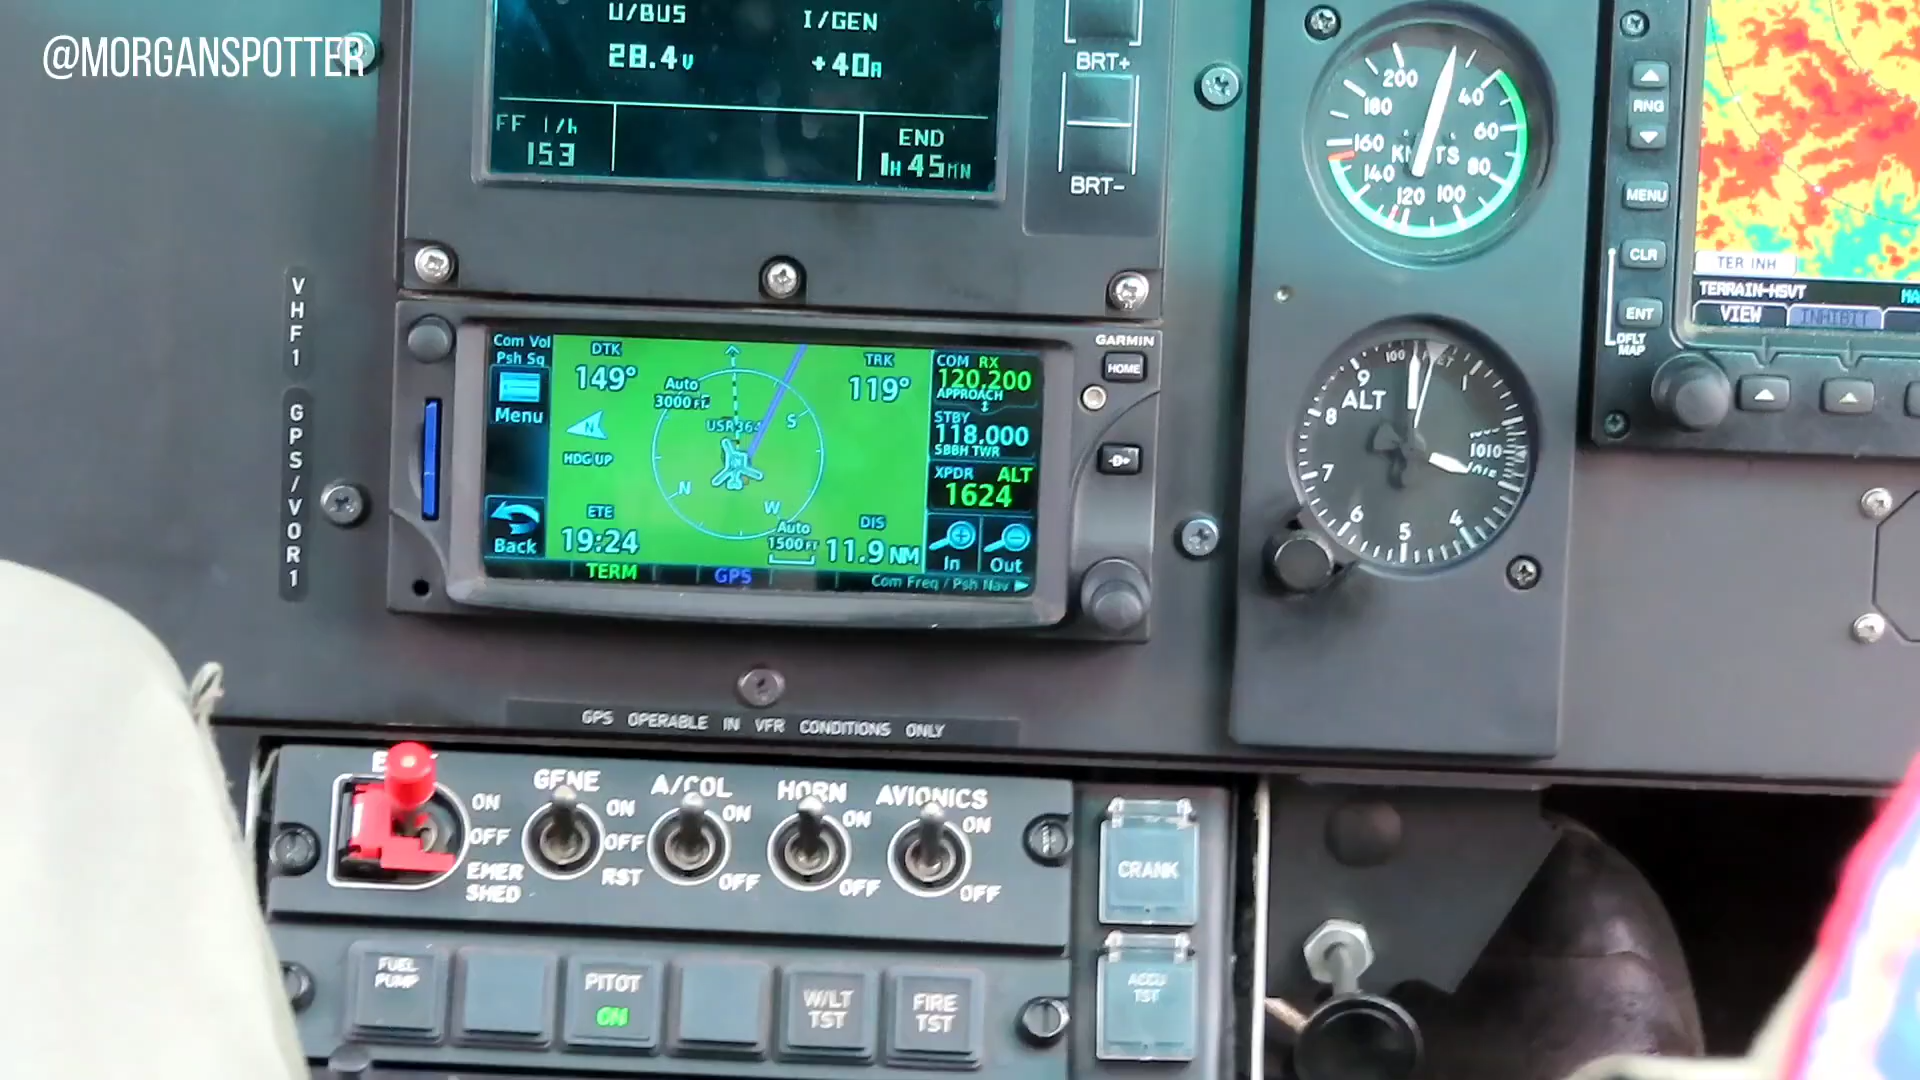 @MORGANSPOTTER
U/BUS
28.4V
I/GEN
+40A
FF l/h
153
END
1H 45MN
BRT+
BRT-
200
180
160
140
120
100
80
60
40
RNG
MENU
CLR
ENT
DFLT
MAP
TER INH
TERRAIN-HSVT
VIEW
INHIBIT
VHF1
GPS/VOR1
GARMIN
HOME
Com Vol
Psh Sq
Menu
Back
DTK
149°
Auto
3000 FT
TRK
119°
N
HDG UP
S
N
W
ETE
19:24
Auto
1500 FT
DIS
11.9 NM
TERM
GPS
Com Freq / Psh Nav
COM RX
120.200
APPROACH
STBY
118.000
SBBH TWR
XPDR ALT
1624
In
Out
100
ALT
9
8
7
6
5
4
1
1010
GPS OPERABLE IN VFR CONDITIONS ONLY
ON
OFF
EMER
SHED
GENE
ON
OFF
RST
A/COL
ON
OFF
HORN
ON
OFF
AVIONICS
ON
OFF
CRANK
FUEL
PUMP
PITOT
ON
W/LT
TST
FIRE
TST
ACCU
TST